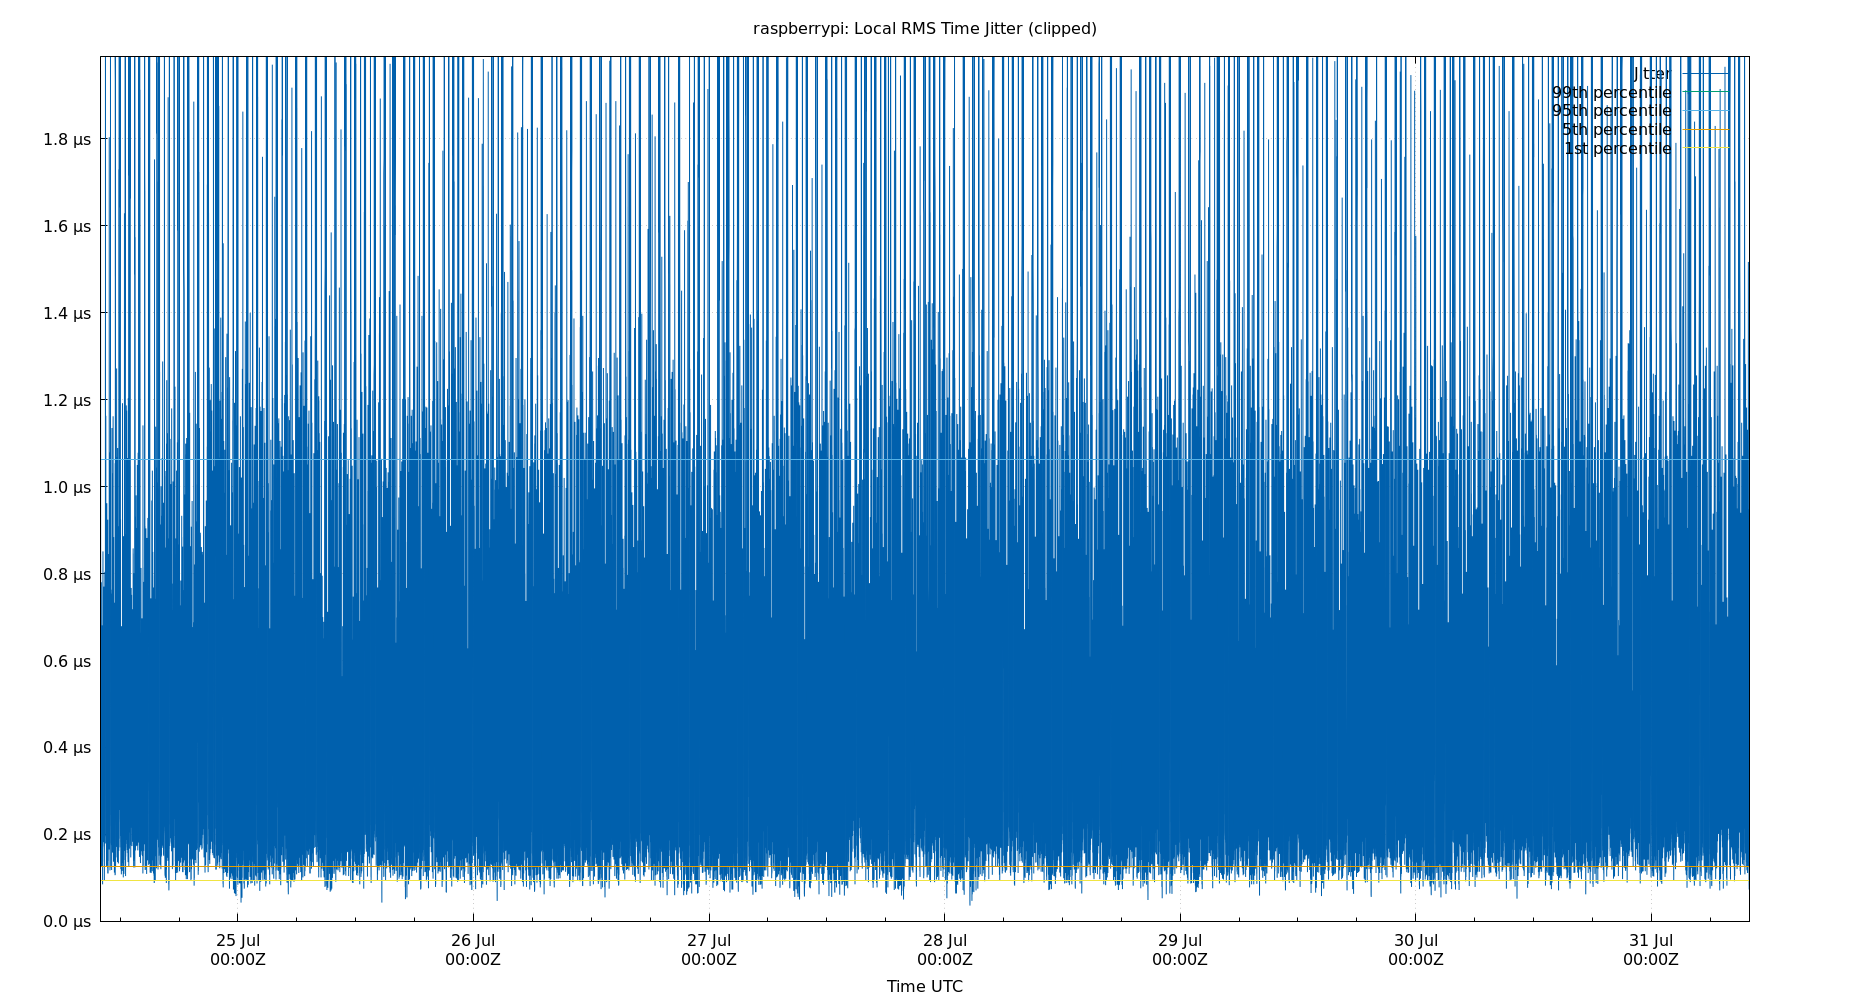 raspberrypi: Local RMS Time Jitter (clipped)
Jitter
99th percentile
95th percentile
5th percentile
1st percentile
1.8 µs
1.6 µs
1.4 µs
1.2 µs
1.0 µs
0.8 µs
0.6 µs
0.4 µs
0.2 µs
0.0 µs
25 Jul 26 Jul 27 Jul 28 Jul 29 Jul 30 Jul 31 Jul
00:00Z 00:00Z 00:00Z 00:00Z 00:00Z 00:00Z 00:00Z
Time UTC